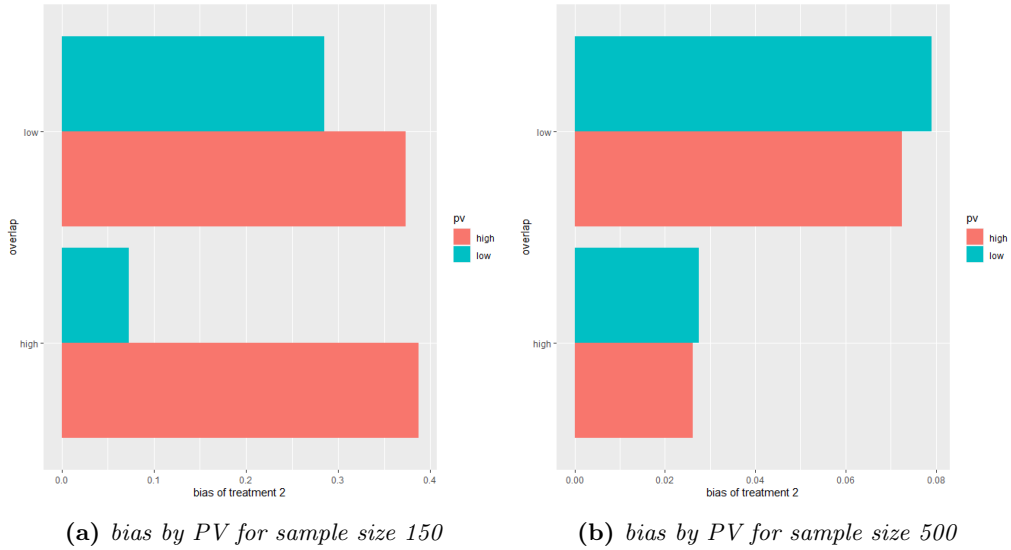 overlap
low
high
0.0 0.1 0.2 0.3 0.4
bias of treatment 2
pv
high
low
(a) bias by PV for sample size 150
overlap
low
high
0.00 0.02 0.04 0.06 0.08
bias of treatment 2
pv
high
low
(b) bias by PV for sample size 500